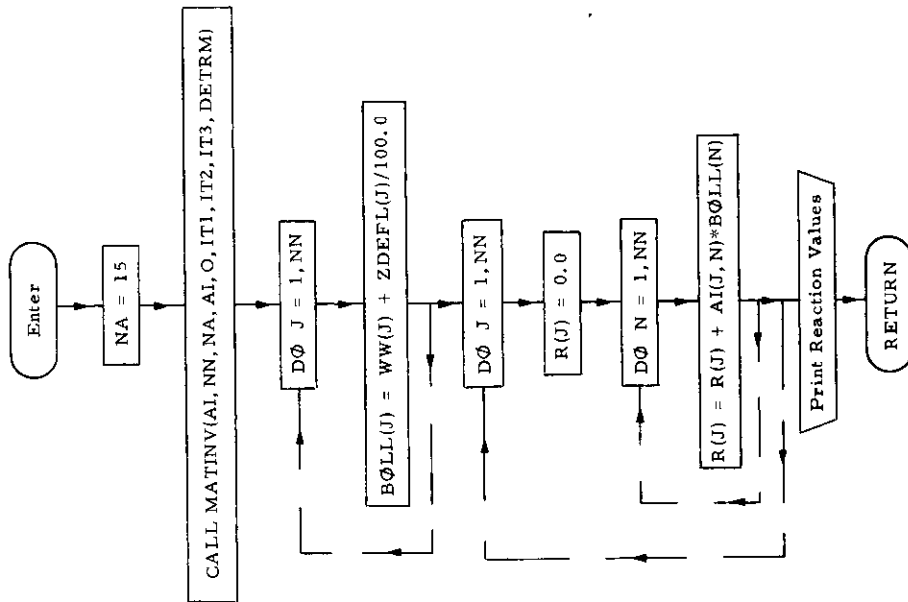 Enter
NA = 15
CALL MATINV(AI, NN, NA, AI, O, IT1, IT2, IT3, DETRM)
DØ J = 1, NN
BØLL(J) = WW(J) + ZDEFL(J)/100.0
DØ J = 1, NN
R(J) = 0.0
DØ N = 1, NN
R(J) = R(J) + AI(J, N)*BØLL(N)
Print Reaction Values
RETURN